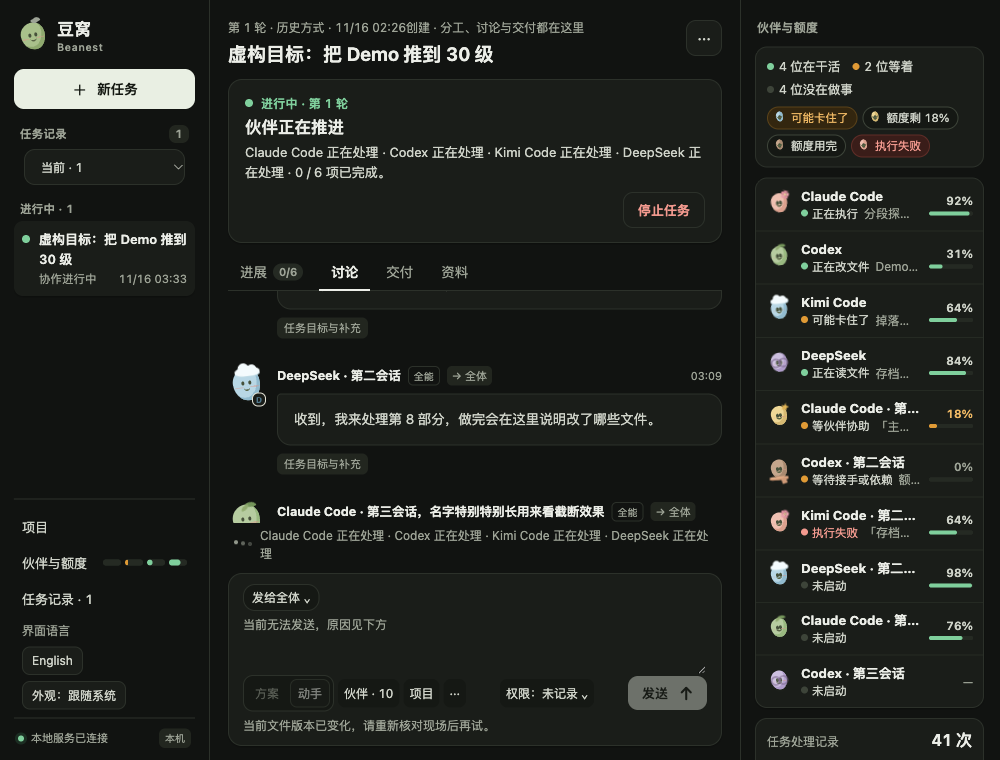 豆窝
Beanest
＋ 新任务
任务记录 1
当前 · 1
进行中 · 1
虚构目标：把 Demo 推到
30 级
协作进行中 11/16 03:33
项目
伙伴与额度
任务记录 · 1
界面语言
English
外观：跟随系统
本地服务已连接 本机
第 1 轮 · 历史方式 · 11/16 02:26创建 · 分工、讨论与交付都在这里
虚构目标：把 Demo 推到 30 级
···
进行中 · 第 1 轮
伙伴正在推进
Claude Code 正在处理 · Codex 正在处理 · Kimi Code 正在处理 · DeepSeek 正
在处理 · 0 / 6 项已完成。
停止任务
进展 0/6 讨论 交付 资料
任务目标与补充
DeepSeek · 第二会话 全能 → 全体 03:09
D
收到，我来处理第 8 部分，做完会在这里说明改了哪些文件。
任务目标与补充
Claude Code · 第三会话，名字特别特别长用来看截断效果 全能 → 全体
Claude Code 正在处理 · Codex 正在处理 · Kimi Code 正在处理 · DeepSeek 正在处
理
发给全体
当前无法发送，原因见下方
方案 动手 伙伴 · 10 项目 ··· 权限：未记录 发送 ↑
当前文件版本已变化，请重新核对现场后再试。
伙伴与额度
4 位在干活 2 位等着
4 位没在做事
可能卡住了 额度剩 18%
额度用完 执行失败
Claude Code 92%
正在执行 分段探...
Codex 31%
正在改文件 Demo...
Kimi Code 64%
可能卡住了 掉落...
DeepSeek 84%
正在读文件 存档...
Claude Code · 第... 18%
等伙伴协助 「主...
Codex · 第二会话 0%
等待接手或依赖 额...
Kimi Code · 第二... 64%
执行失败 「存档...
DeepSeek · 第二... 98%
未启动
Claude Code · 第... 76%
未启动
Codex · 第三会话 —
未启动
任务处理记录 41 次